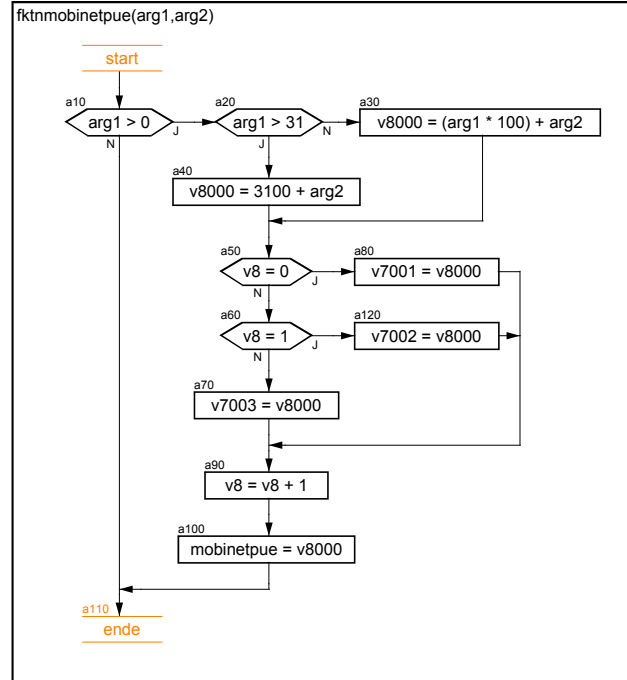 fktnmobinetpue(arg1,arg2)
start
a10
arg1 > 0
J
N
a20
arg1 > 31
N
J
a30
v8000 = (arg1 * 100) + arg2
a40
v8000 = 3100 + arg2
a50
v8 = 0
J
N
a80
v7001 = v8000
a60
v8 = 1
J
N
a120
v7002 = v8000
a70
v7003 = v8000
a90
v8 = v8 + 1
a100
mobinetpue = v8000
a110
ende